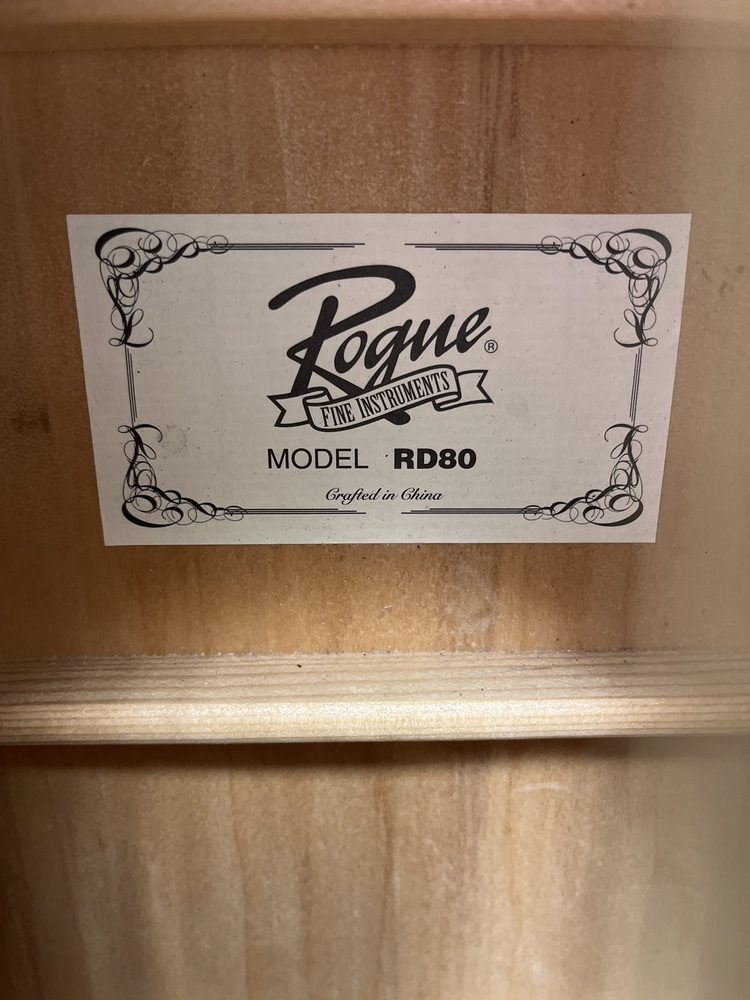 Rogue®
FINE INSTRUMENTS
MODEL RD80
Crafted in China